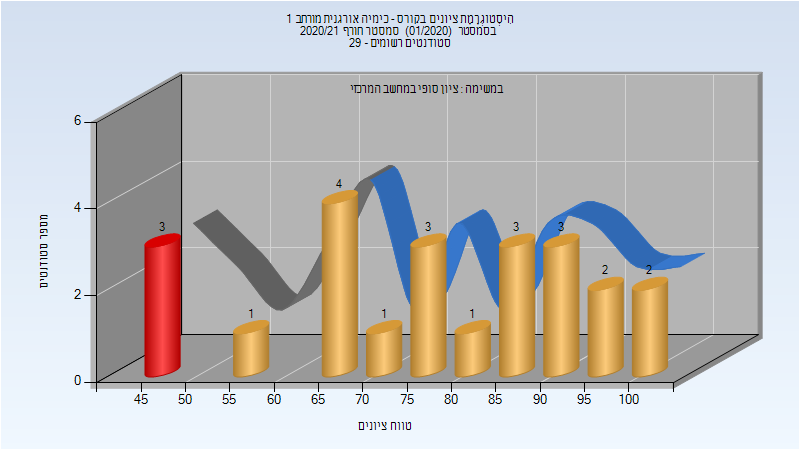 היסטוגרמת ציונים בקורס - כימיה אורגנית מורחב 1
בסמסטר (01/2020) סמסטר חורף 2020/21
סטודנטים רשומים - 29
במשימה : ציון סופי במחשב המרכזי
מספר סטודנטים
6
4
2
0
3
1
4
1
3
1
3
3
2
2
45 50 55 60 65 70 75 80 85 90 95 100
טווח ציונים